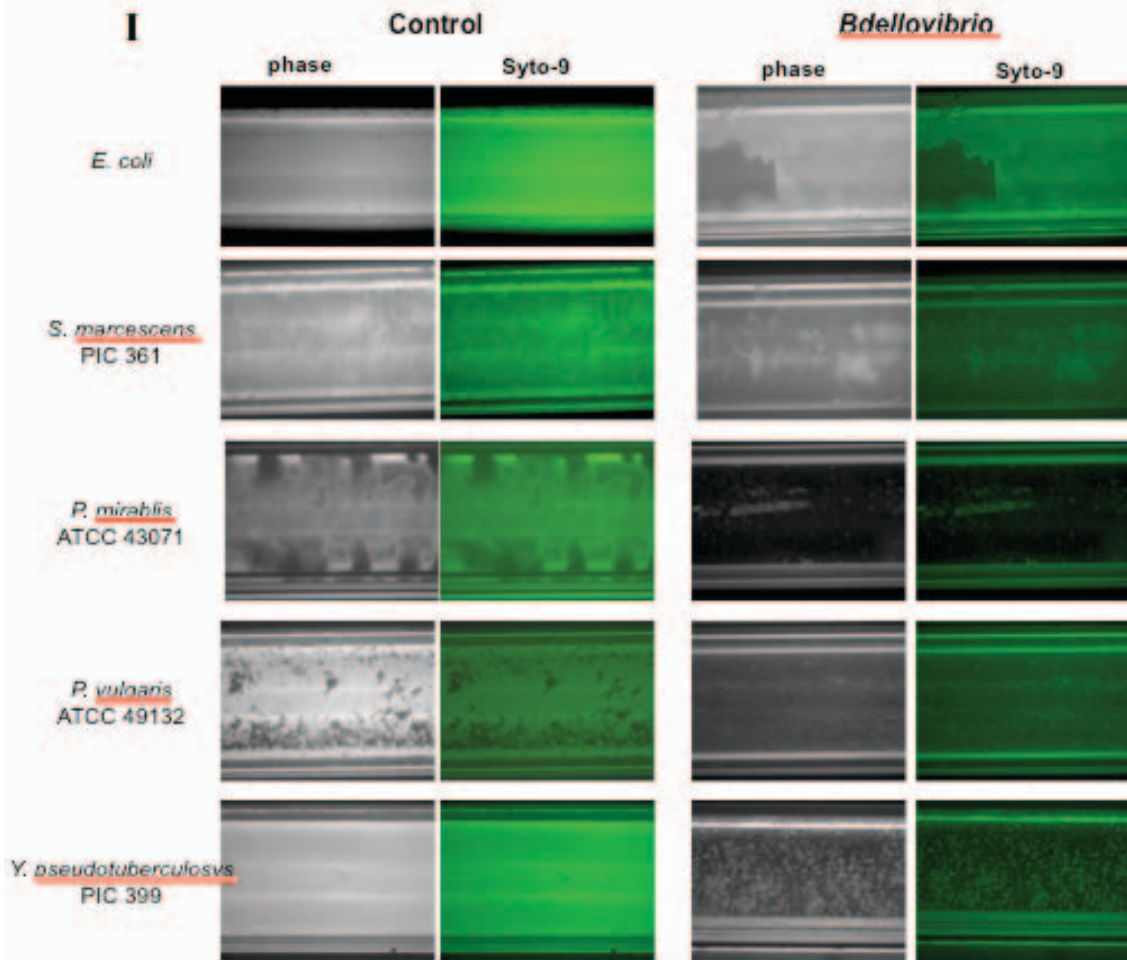 I
Control
Bdellovibrio
phase
Syto-9
phase
Syto-9
E. coli
S. marcescens
PIC 361
P. mirablis
ATCC 43071
P. vulgaris
ATCC 49132
Y. pseudotuberculosvs
PIC 399